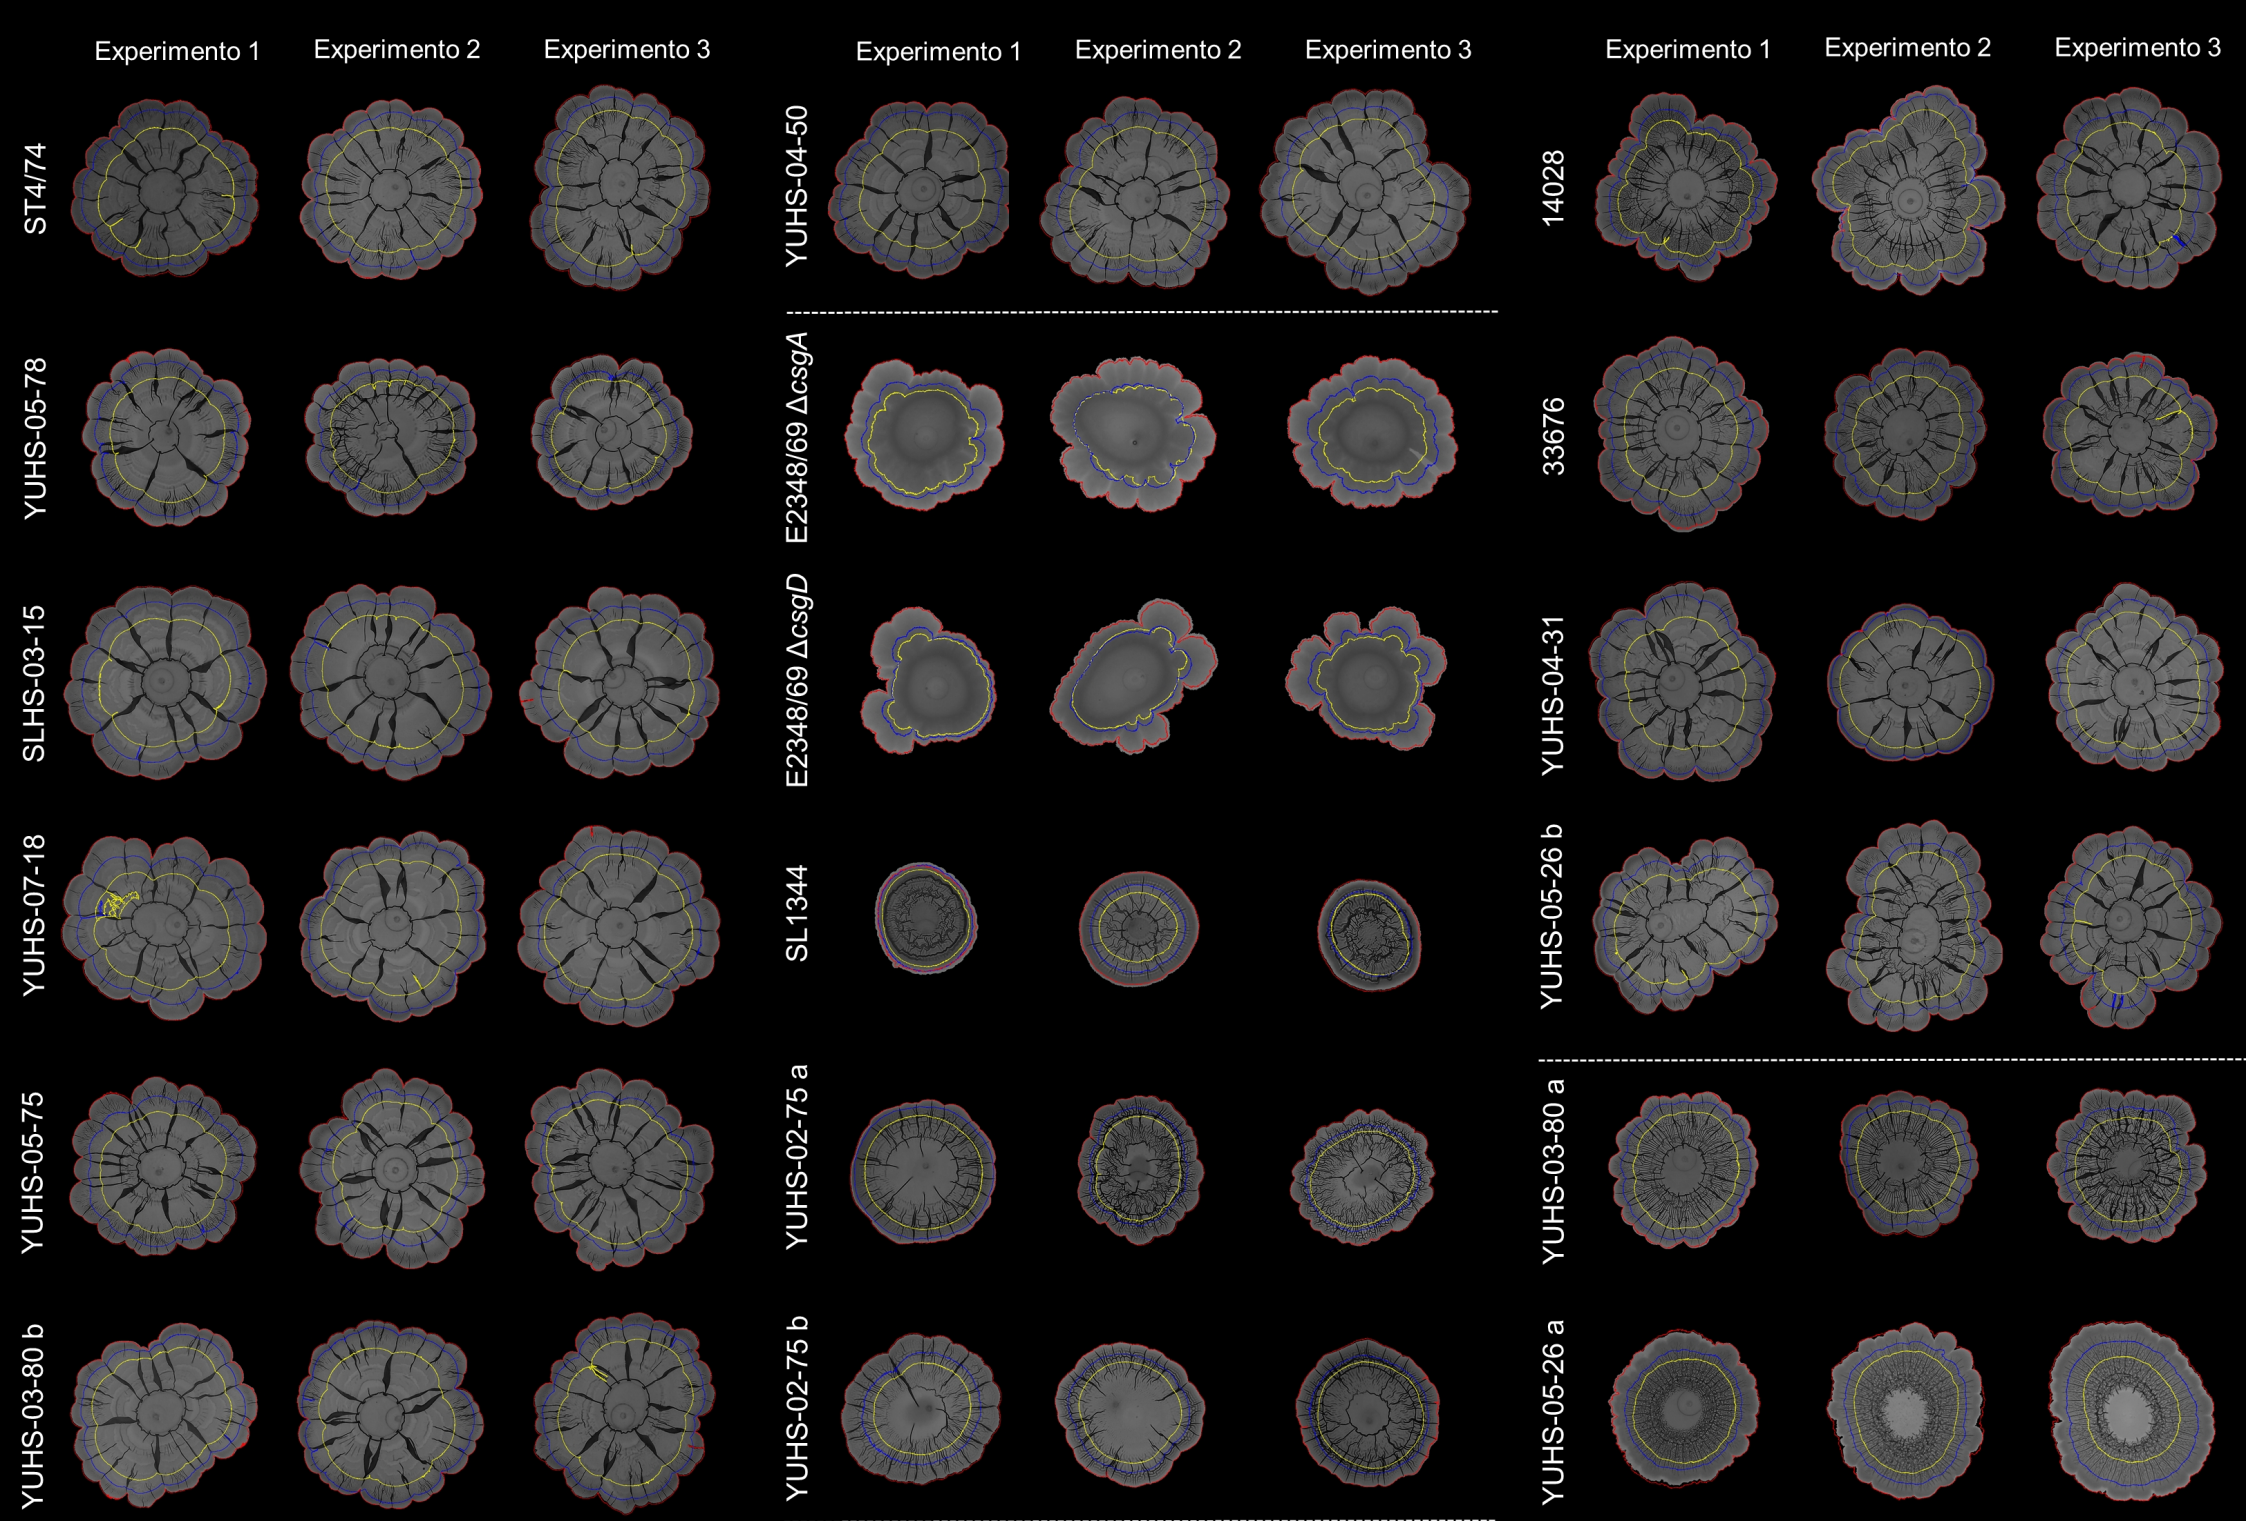 Experimento 1 Experimento 2 Experimento 3
ST4/74
YUHS-05-78
SLHS-03-15
YUHS-07-18
YUHS-05-75
YUHS-03-80 b
Experimento 1 Experimento 2 Experimento 3
YUHS-04-50
E2348/69 ΔcsgA
E2348/69 ΔcsgD
SL1344
YUHS-02-75 a
YUHS-02-75 b
Experimento 1 Experimento 2 Experimento 3
14028
33676
YUHS-04-31
YUHS-05-26 b
YUHS-03-80 a
YUHS-05-26 a